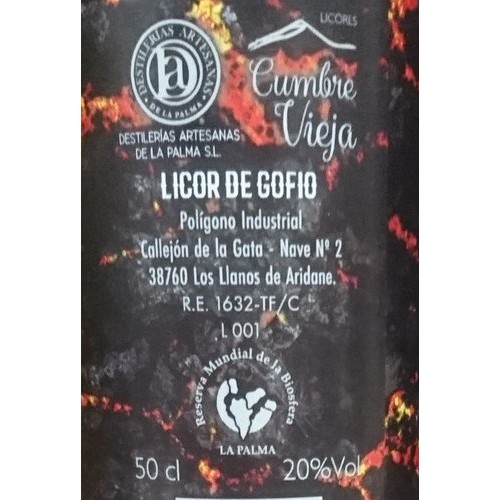 DESTILERÍAS ARTESANAS
DE LA PALMA
DA
LICORES
Cumbre
Vieja
DESTILERÍAS ARTESANAS
DE LA PALMA S.L.
LICOR DE GOFIO
Polígono Industrial
Callejón de la Gata - Nave Nº 2
38760 Los Llanos de Aridane.
R.E. 1632-TF/C
L 001
Reserva Mundial de la Biosfera
LA PALMA
50 cl
20%Vol